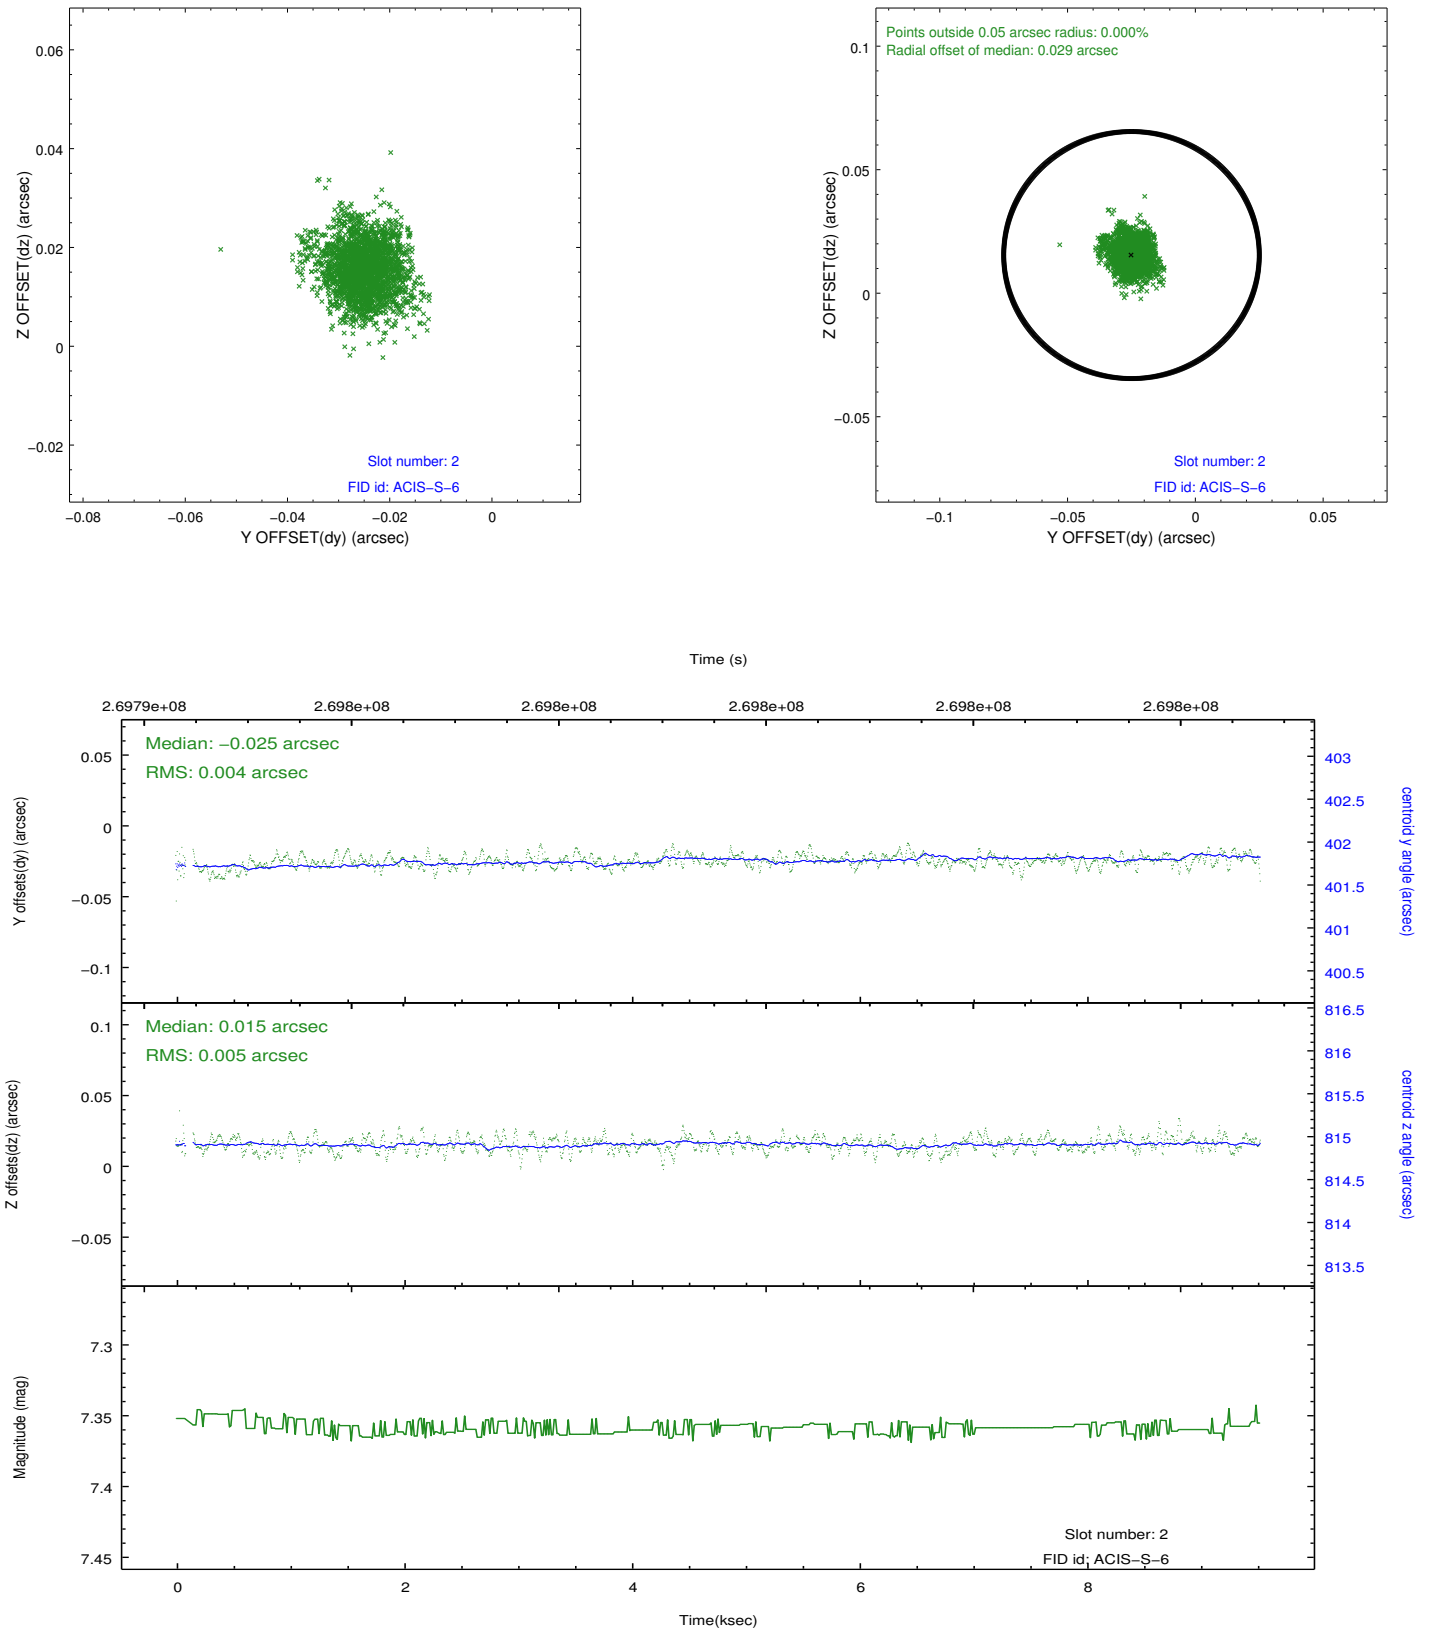 0.06
0.04
0.02
0
−0.02
Z OFFSET(dz) (arcsec)
Slot number: 2
FID id: ACIS−S−6
−0.08
−0.06
−0.04
−0.02
0
Y OFFSET(dy) (arcsec)
Points outside 0.05 arcsec radius: 0.000%
Radial offset of median: 0.029 arcsec
0.1
0.05
0
−0.05
Z OFFSET(dz) (arcsec)
Slot number: 2
FID id: ACIS−S−6
−0.1
−0.05
0
0.05
Y OFFSET(dy) (arcsec)
Time (s)
2.6979e+08
2.698e+08
2.698e+08
2.698e+08
2.698e+08
2.698e+08
Median: −0.025 arcsec
RMS: 0.004 arcsec
0.05
0
−0.05
−0.1
Y offsets(dy) (arcsec)
403
402.5
402
401.5
401
400.5
centroid y angle (arcsec)
Median: 0.015 arcsec
RMS: 0.005 arcsec
0.1
0.05
0
−0.05
Z offsets(dz) (arcsec)
816.5
816
815.5
815
814.5
814
813.5
centroid z angle (arcsec)
7.3
7.35
7.4
7.45
Magnitude (mag)
Slot number: 2
FID id: ACIS−S−6
0
2
4
6
8
Time(ksec)